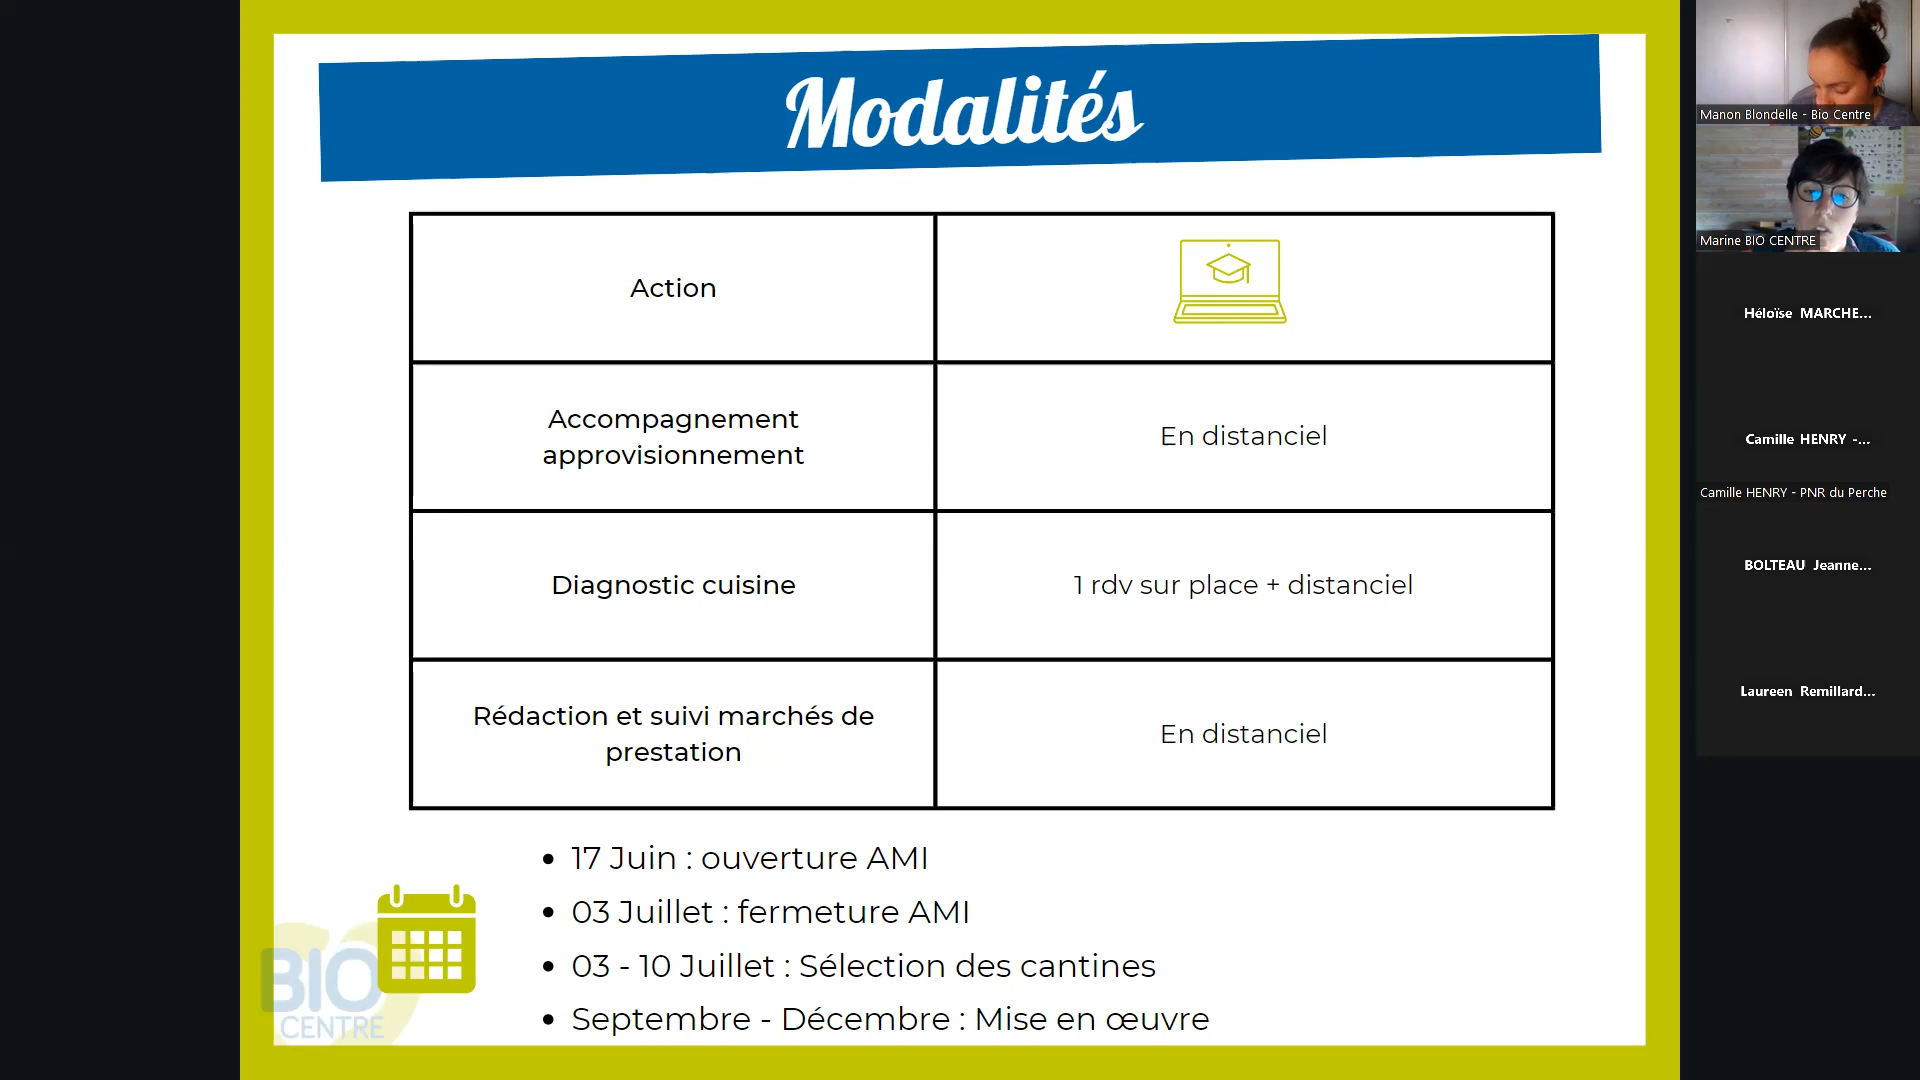 Modalités
Action
Accompagnement
approvisionnement
En distanciel
Diagnostic cuisine
1 rdv sur place + distanciel
Rédaction et suivi marchés de
prestation
En distanciel
17 Juin : ouverture AMI
03 Juillet : fermeture AMI
03 - 10 Juillet : Sélection des cantines
Septembre - Décembre : Mise en œuvre
BIO
CENTRE
Manon Blondelle - Bio Centre
Marine BIO CENTRE
Héloïse MARCHE...
Camille HENRY -...
Camille HENRY - PNR du Perche
BOLTEAU Jeanne...
Laureen Remillard...